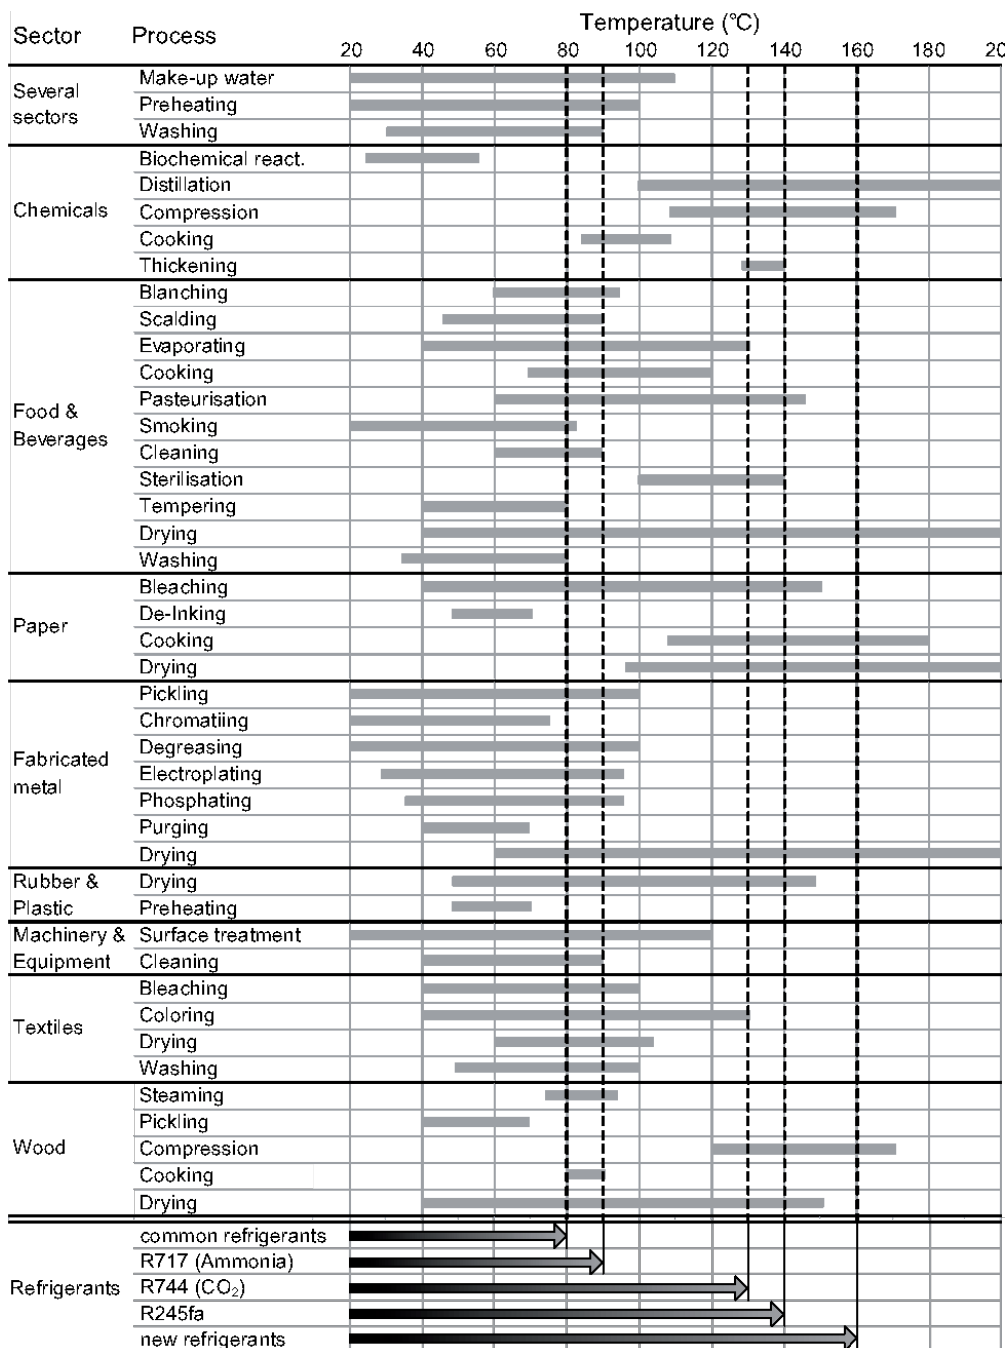 Temperature (°C)
Sector Process
20 40 60 80 100 120 140 160 180 20
Several sectors
Make-up water
Preheating
Washing
Chemicals
Biochemical react.
Distillation
Compression
Cooking
Thickening
Food & Beverages
Blanching
Scalding
Evaporating
Cooking
Pasteurisation
Smoking
Cleaning
Sterilisation
Tempering
Drying
Washing
Paper
Bleaching
De-Inking
Cooking
Drying
Fabricated metal
Pickling
Chromatiing
Degreasing
Electroplating
Phosphating
Purging
Drying
Rubber & Plastic
Drying
Preheating
Machinery & Equipment
Surface treatment
Cleaning
Textiles
Bleaching
Coloring
Drying
Washing
Wood
Steaming
Pickling
Compression
Cooking
Drying
Refrigerants
common refrigerants
R717 (Ammonia)
R744 (CO₂)
R245fa
new refrigerants